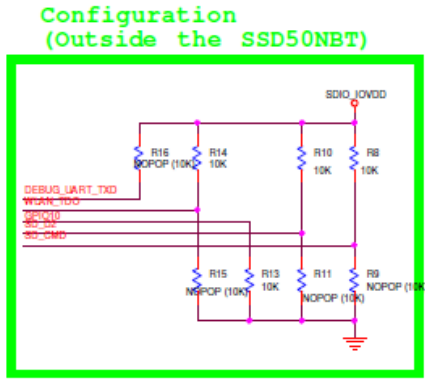 Configuration
(Outside the SSD50NBT)
SDIO_IOVDD
R16
NOPOP (10K)
R14
10K
R10
10K
R8
10K
DEBUG_UART_TXD
WLAN_TDO
GPIO10
SD_D2
SD_CMD
R15
NOPOP (10K)
R13
10K
R11
NOPOP (10K)
R9
NOPOP (10K